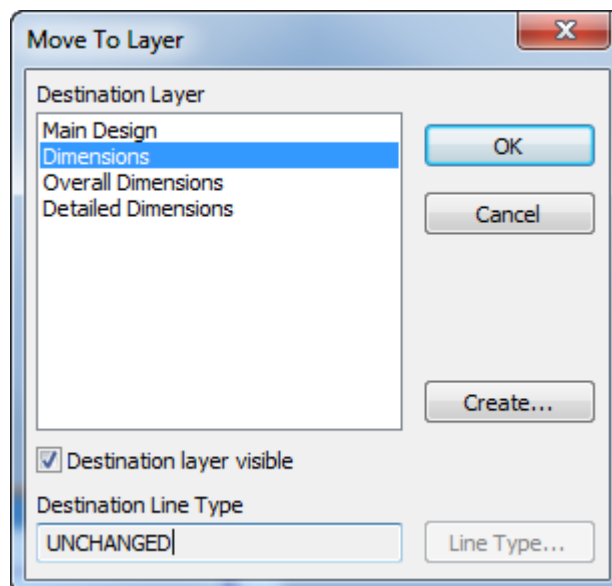 Move To Layer
Destination Layer
Main Design
Dimensions
Overall Dimensions
Detailed Dimensions
OK
Cancel
Create...
Destination layer visible
Destination Line Type
UNCHANGED
Line Type...